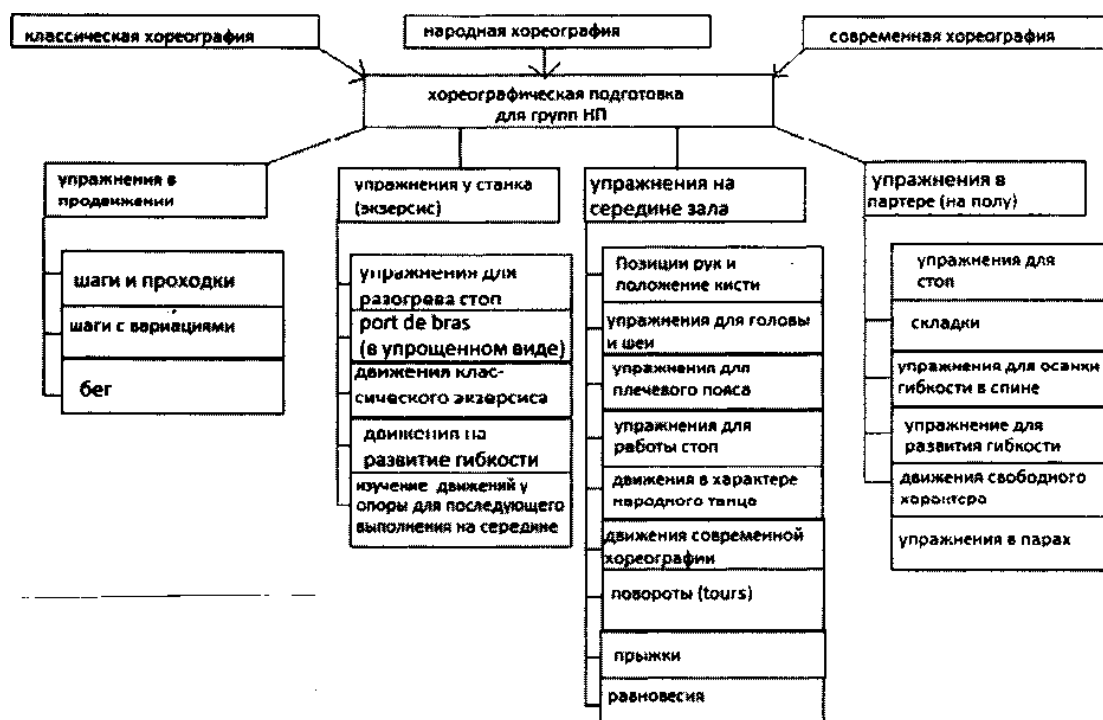 классическая хореография
народная хореография
современная хореография
хореографическая подготовка
для групп НП
упражнения в
продвижении
шаги и проходки
шаги с вариациями
бег
упражнения у станка
(экзерсис)
упражнения для
разогрева стоп
port de bras
(в упрощенном виде)
движения клас-
сического экзерсиса
движения на
развитие гибкости
изучение движений у
опоры для последующего
выполнения на середине
упражнения на
середине зала
Позиции рук и
положение кисти
упражнения для головы
и шеи
упражнения для
плечевого пояса
упражнения для
работы стоп
движения в характере
народного танца
движения современной
хореографии
повороты (tours)
прыжки
равновесия
упражнения в
партере (на полу)
упражнения для
стоп
складки
упражнения для осанки
гибкости в спине
упражнение для
развития гибкости
движения свободного
характера
упражнения в парах